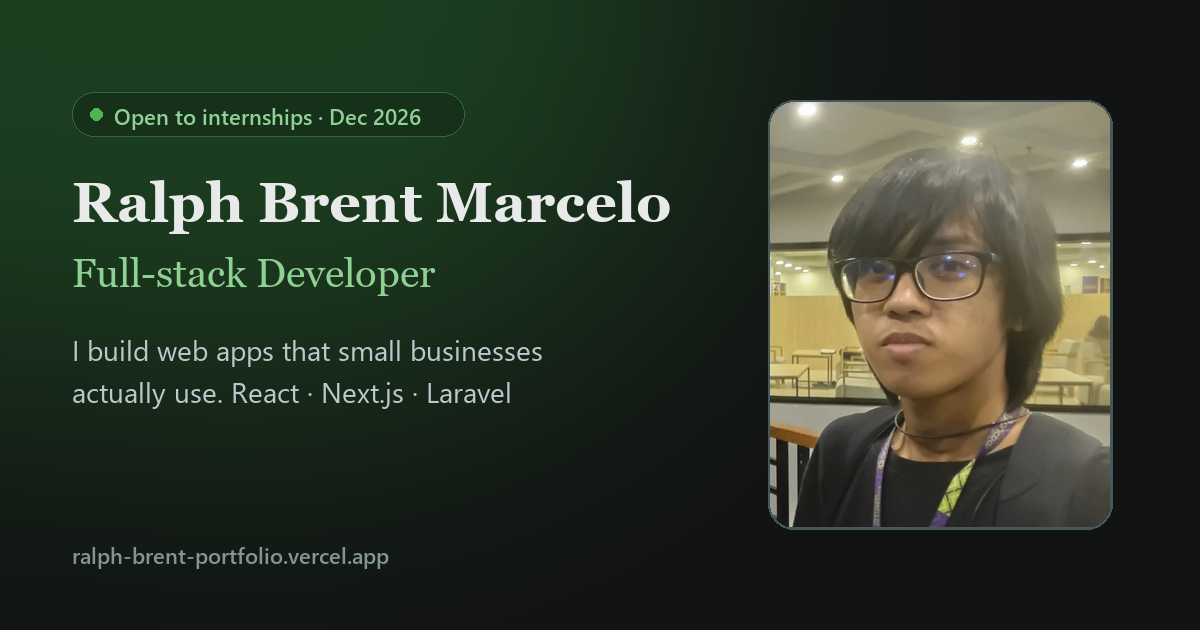 Open to internships · Dec 2026
Ralph Brent Marcelo
Full-stack Developer
I build web apps that small businesses
actually use. React · Next.js · Laravel
ralph-brent-portfolio.vercel.app